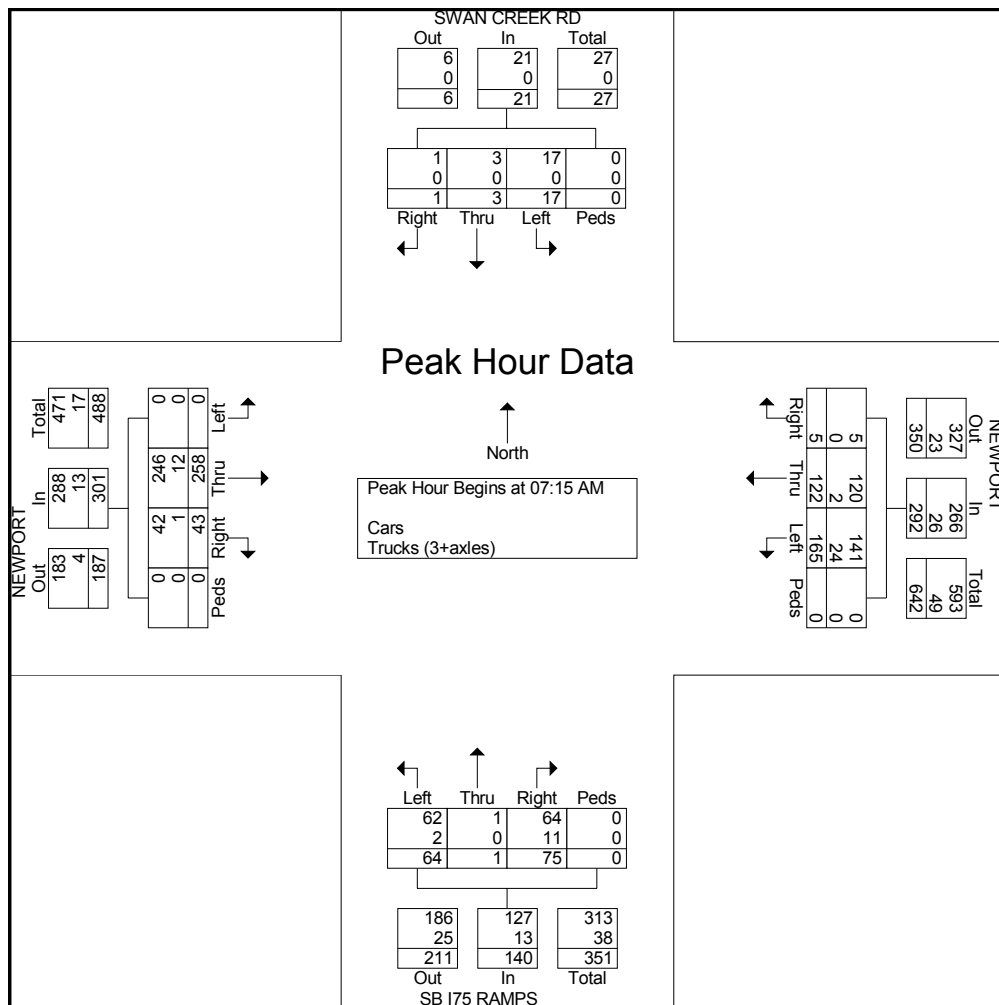 SWAN CREEK RD
Out In Total
6 21 27
0 0 0
6 21 27
1 3 17 0
0 0 0 0
1 3 17 0
Right Thru Left Peds
Peak Hour Data
North
Peak Hour Begins at 07:15 AM
Cars
Trucks (3+axles)
NEWPORT
Out In Total
183 288 471
4 13 17
187 301 488
Peds Right Thru Left
0 42 246 0
0 1 12 0
0 43 258 0
NEWPORT
Out In Total
327 266 593
23 26 49
350 292 642
5 120 141 0
0 2 24 0
5 122 165 0
Right Thru Left Peds
Left Thru Right Peds
62 1 64 0
2 0 11 0
64 1 75 0
186 127 313
25 13 38
211 140 351
Out In Total
SB I75 RAMPS